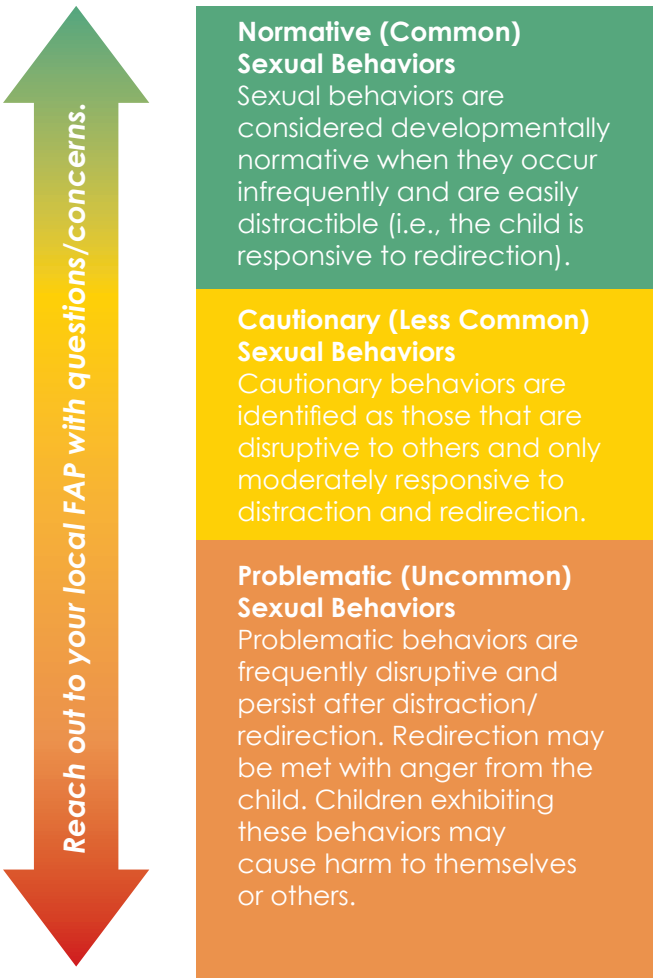 Reach out to your local FAP with questions/concerns.
Normative (Common)
Sexual Behaviors
Sexual behaviors are
considered developmentally
normative when they occur
infrequently and are easily
distractible (i.e., the child is
responsive to redirection).
Cautionary (Less Common)
Sexual Behaviors
Cautionary behaviors are
identified as those that are
disruptive to others and only
moderately responsive to
distraction and redirection.
Problematic (Uncommon)
Sexual Behaviors
Problematic behaviors are
frequently disruptive and
persist after distraction/
redirection. Redirection may
be met with anger from the
child. Children exhibiting
these behaviors may
cause harm to themselves
or others.